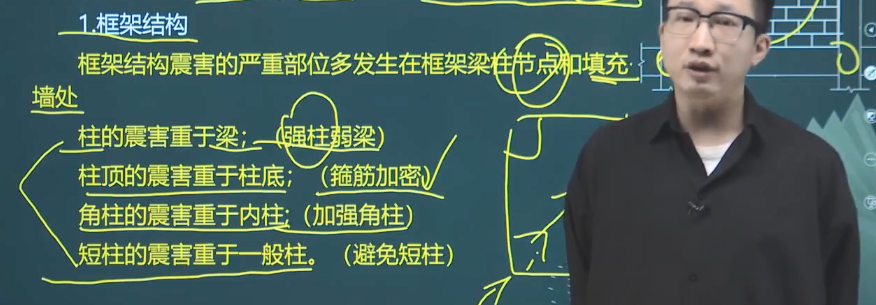 1.框架结构
框架结构震害的严重部位多发生在框架梁柱节点和填充
墙处
柱的震害重于梁；（强柱弱梁）
柱顶的震害重于柱底；（箍筋加密）
角柱的震害重于内柱;（加强角柱）
短柱的震害重于一般柱。（避免短柱）